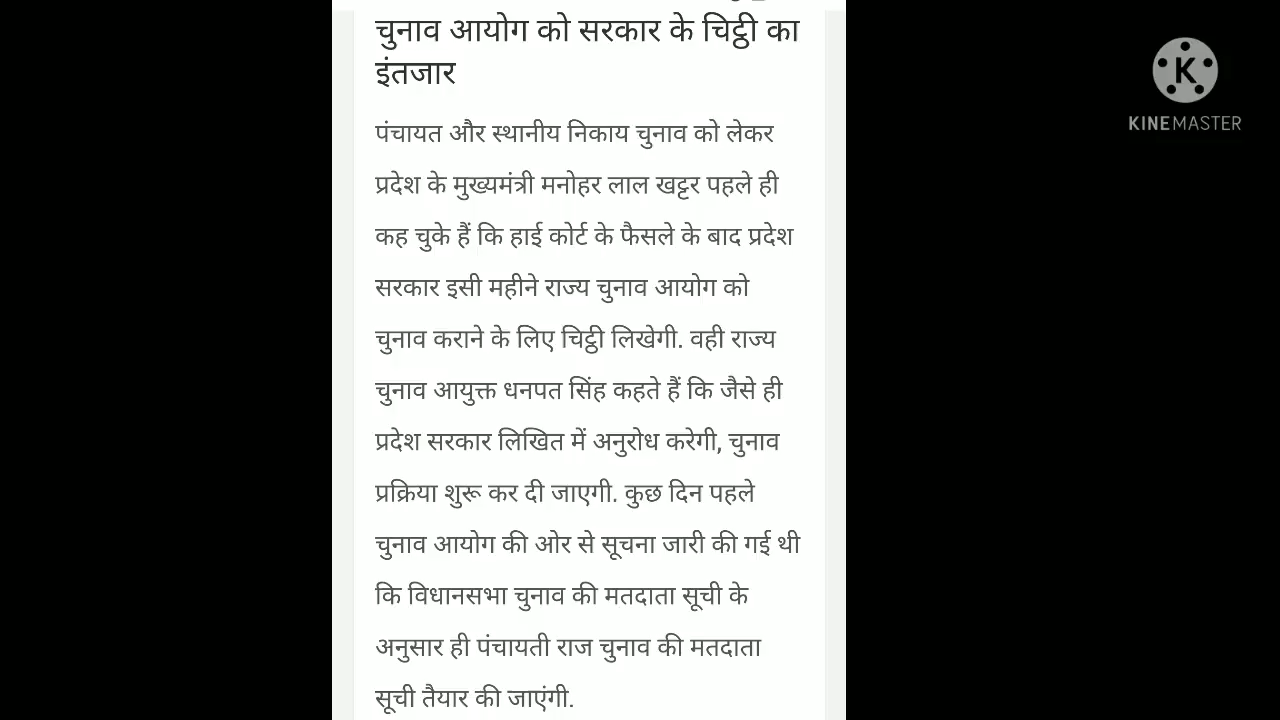 चुनाव आयोग को सरकार के चिट्ठी का
इंतजार
पंचायत और स्थानीय निकाय चुनाव को लेकर
प्रदेश के मुख्यमंत्री मनोहर लाल खट्टर पहले ही
कह चुके हैं कि हाई कोर्ट के फैसले के बाद प्रदेश
सरकार इसी महीने राज्य चुनाव आयोग को
चुनाव कराने के लिए चिट्ठी लिखेगी. वही राज्य
चुनाव आयुक्त धनपत सिंह कहते हैं कि जैसे ही
प्रदेश सरकार लिखित में अनुरोध करेगी, चुनाव
प्रक्रिया शुरू कर दी जाएगी. कुछ दिन पहले
चुनाव आयोग की ओर से सूचना जारी की गई थी
कि विधानसभा चुनाव की मतदाता सूची के
अनुसार ही पंचायती राज चुनाव की मतदाता
सूची तैयार की जाएंगी.
K
KINEMASTER